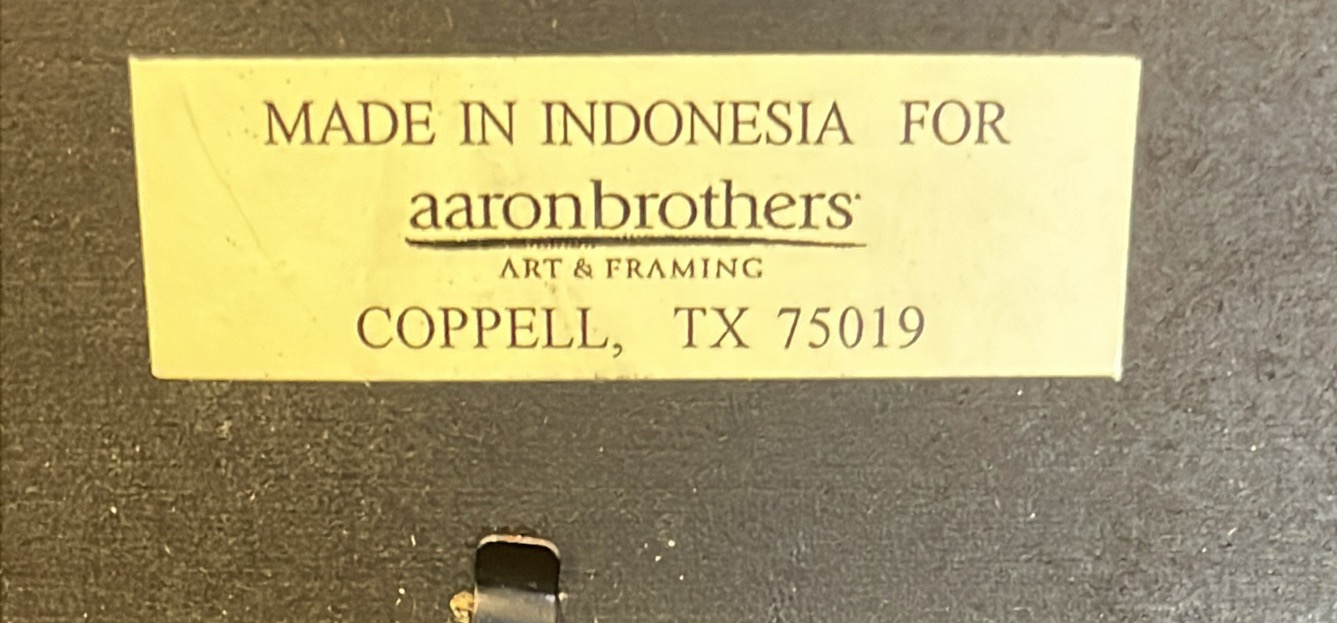 MADE IN INDONESIA FOR
aaronbrothers
ART & FRAMING
COPPELL, TX 75019